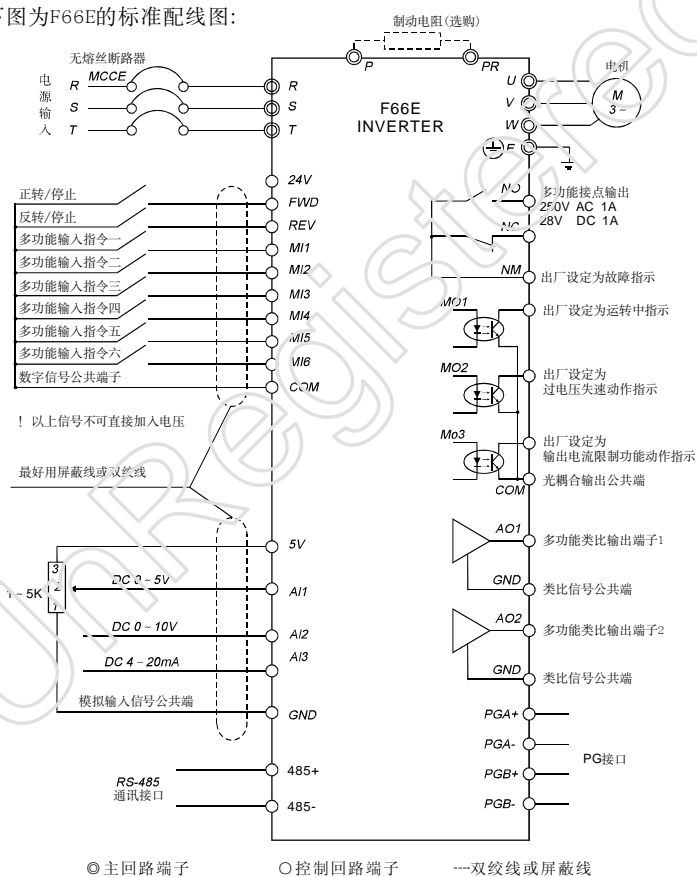 下图为F66E的标准配线图:
制动电阻(选购)
P
PR
无熔丝断路器
MCCE
电源输入
R
S
T
R
S
T
F66E
INVERTER
U
V
W
E
电机
M
3~
24V
正转/停止
FWD
反转/停止
REV
多功能输入指令一
MI1
多功能输入指令二
MI2
多功能输入指令三
MI3
多功能输入指令四
MI4
多功能输入指令五
MI5
多功能输入指令六
MI6
数字信号公共端子
COM
! 以上信号不可直接加入电压
最好用屏蔽线或双绞线
NO
多功能接点输出
250V AC 1A
28V DC 1A
NC
NM
出厂设定为故障指示
MO1
出厂设定为运转中指示
MO2
出厂设定为
过电压失速动作指示
Mo3
出厂设定为
输出电流限制功能动作指示
COM
光耦合输出公共端
5V
3
2
1
1~5K
DC 0~5V
AI1
DC 0~10V
AI2
DC 4~20mA
AI3
模拟输入信号公共端
GND
RS-485
通讯接口
485+
485-
AO1
多功能类比输出端子1
GND
类比信号公共端
AO2
多功能类比输出端子2
GND
类比信号公共端
PGA+
PGA-
PGB+
PGB-
PG接口
◎主回路端子
○控制回路端子
----双绞线或屏蔽线
UnRegistered